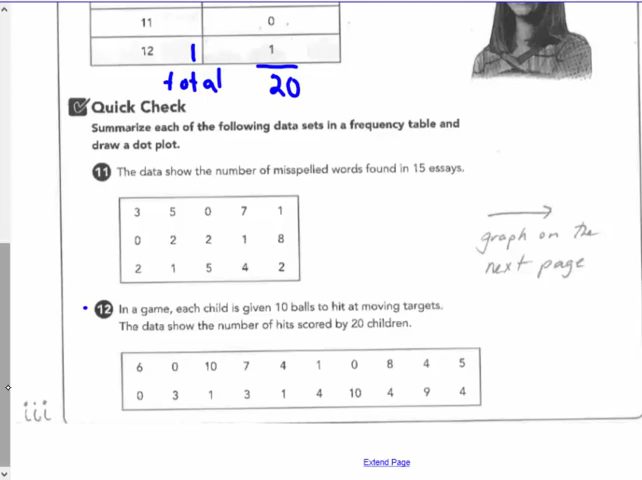 11 0
12 1 1
total 20
Quick Check
Summarize each of the following data sets in a frequency table and
draw a dot plot.
11 The data show the number of misspelled words found in 15 essays.
3 5 0 7 1
0 2 2 1 8
2 1 5 4 2
graph on the
next page
12 In a game, each child is given 10 balls to hit at moving targets.
The data show the number of hits scored by 20 children.
6 0 10 7 4 1 0 8 4 5
0 3 1 3 1 4 10 4 9 4
iii
Extend Page